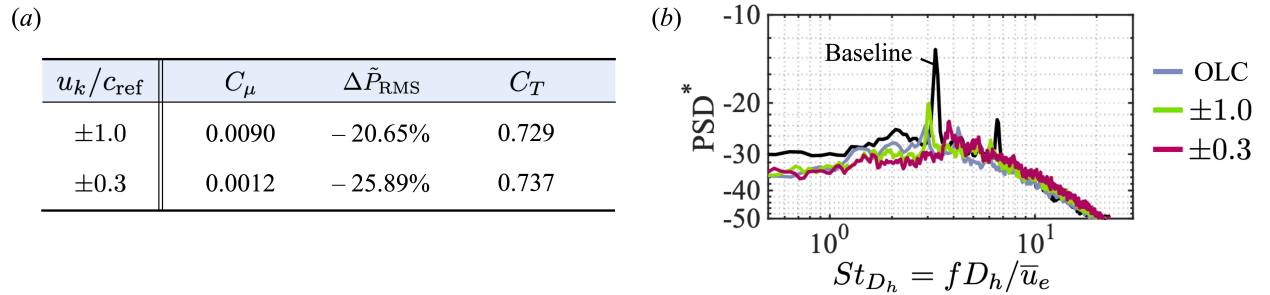 (a)
u_k/c_ref C_μ ΔP̃_RMS C_T
±1.0 0.0090 −20.65% 0.729
±0.3 0.0012 −25.89% 0.737
(b)
PSD*
-10
-20
-30
-40
-50
Baseline
10^0 10^1
St_{D_h} = fD_h/u̅_e
OLC
±1.0
±0.3